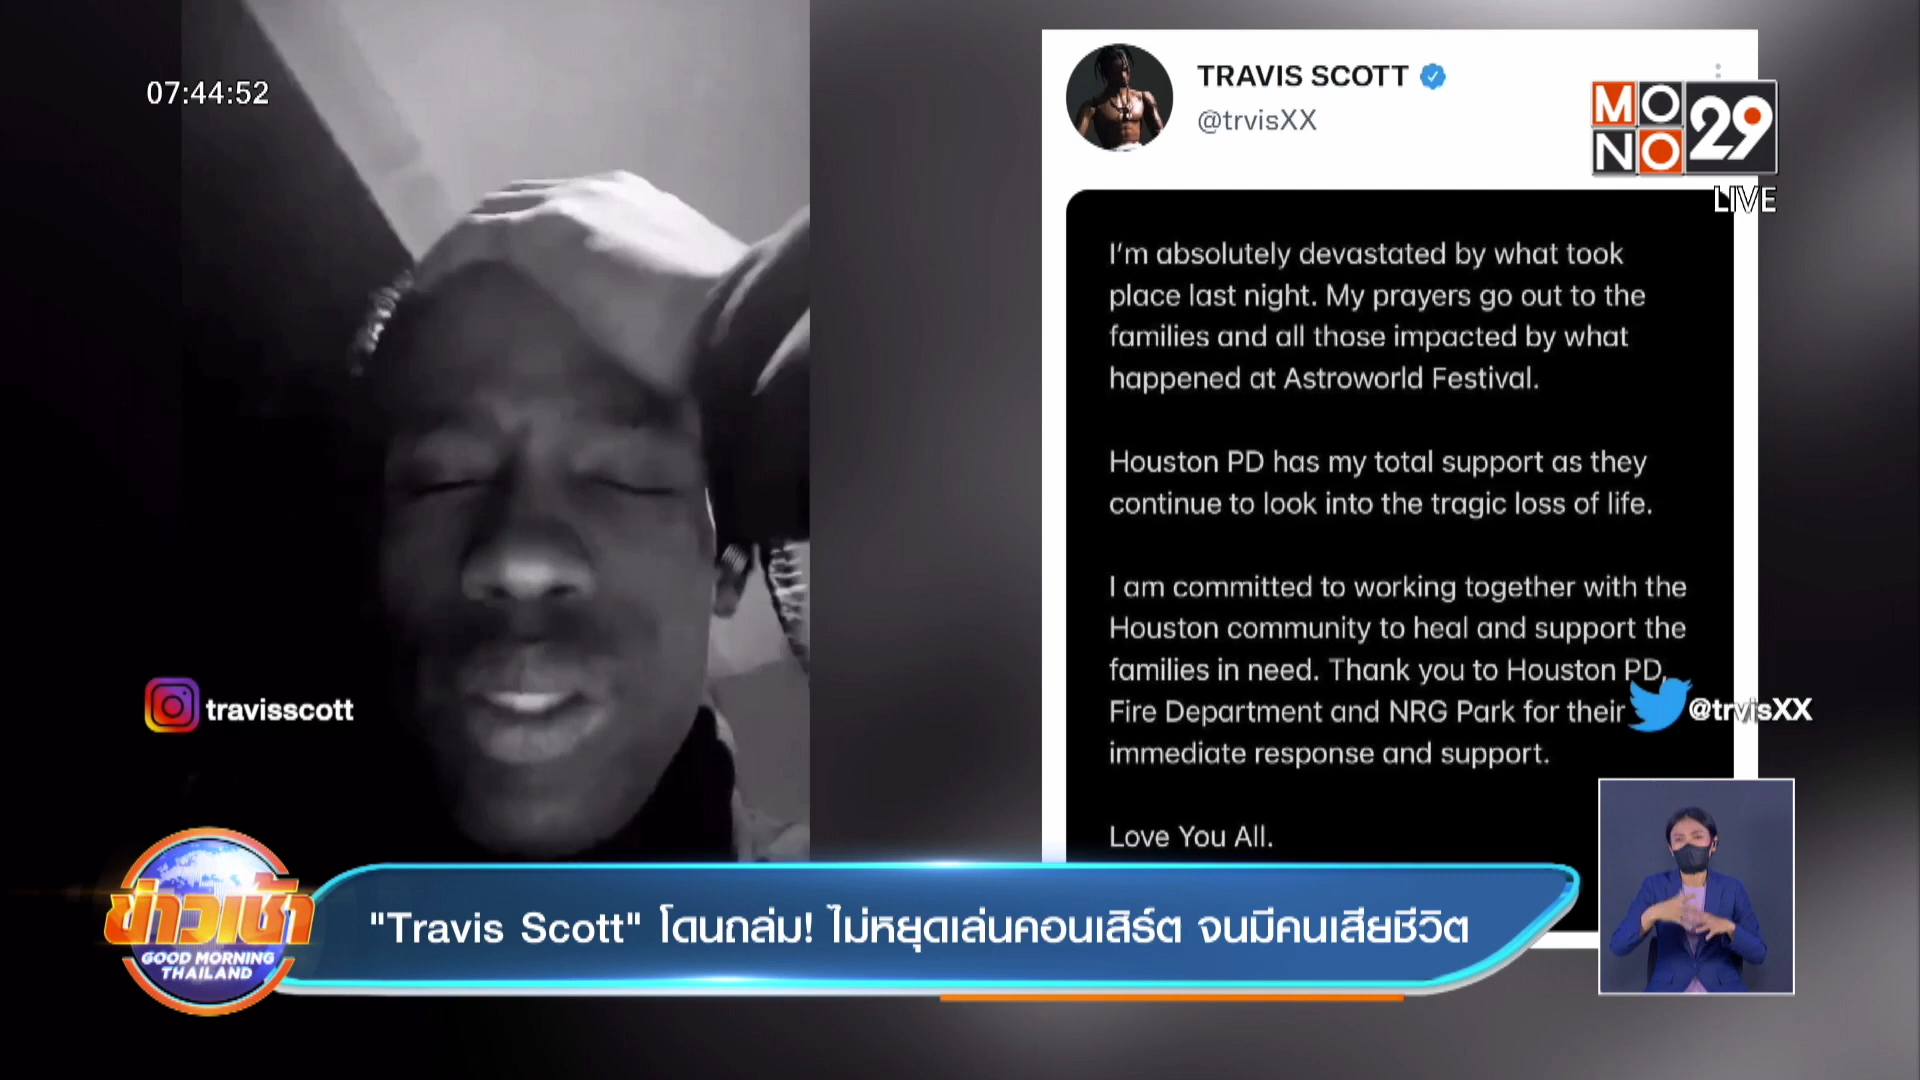 07:44:52
TRAVIS SCOTT
@trvisXX
MONO 29
LIVE
I'm absolutely devastated by what took
place last night. My prayers go out to the
families and all those impacted by what
happened at Astroworld Festival.
Houston PD has my total support as they
continue to look into the tragic loss of life.
I am committed to working together with the
Houston community to heal and support the
families in need. Thank you to Houston PD,
Fire Department and NRG Park for their
immediate response and support.
Love You All.
travisscott
@trvisXX
ข่าวเช้า
GOOD MORNING
THAILAND
"Travis Scott" โดนถล่ม! ไม่หยุดเล่นคอนเสิร์ต จนมีคนเสียชีวิต